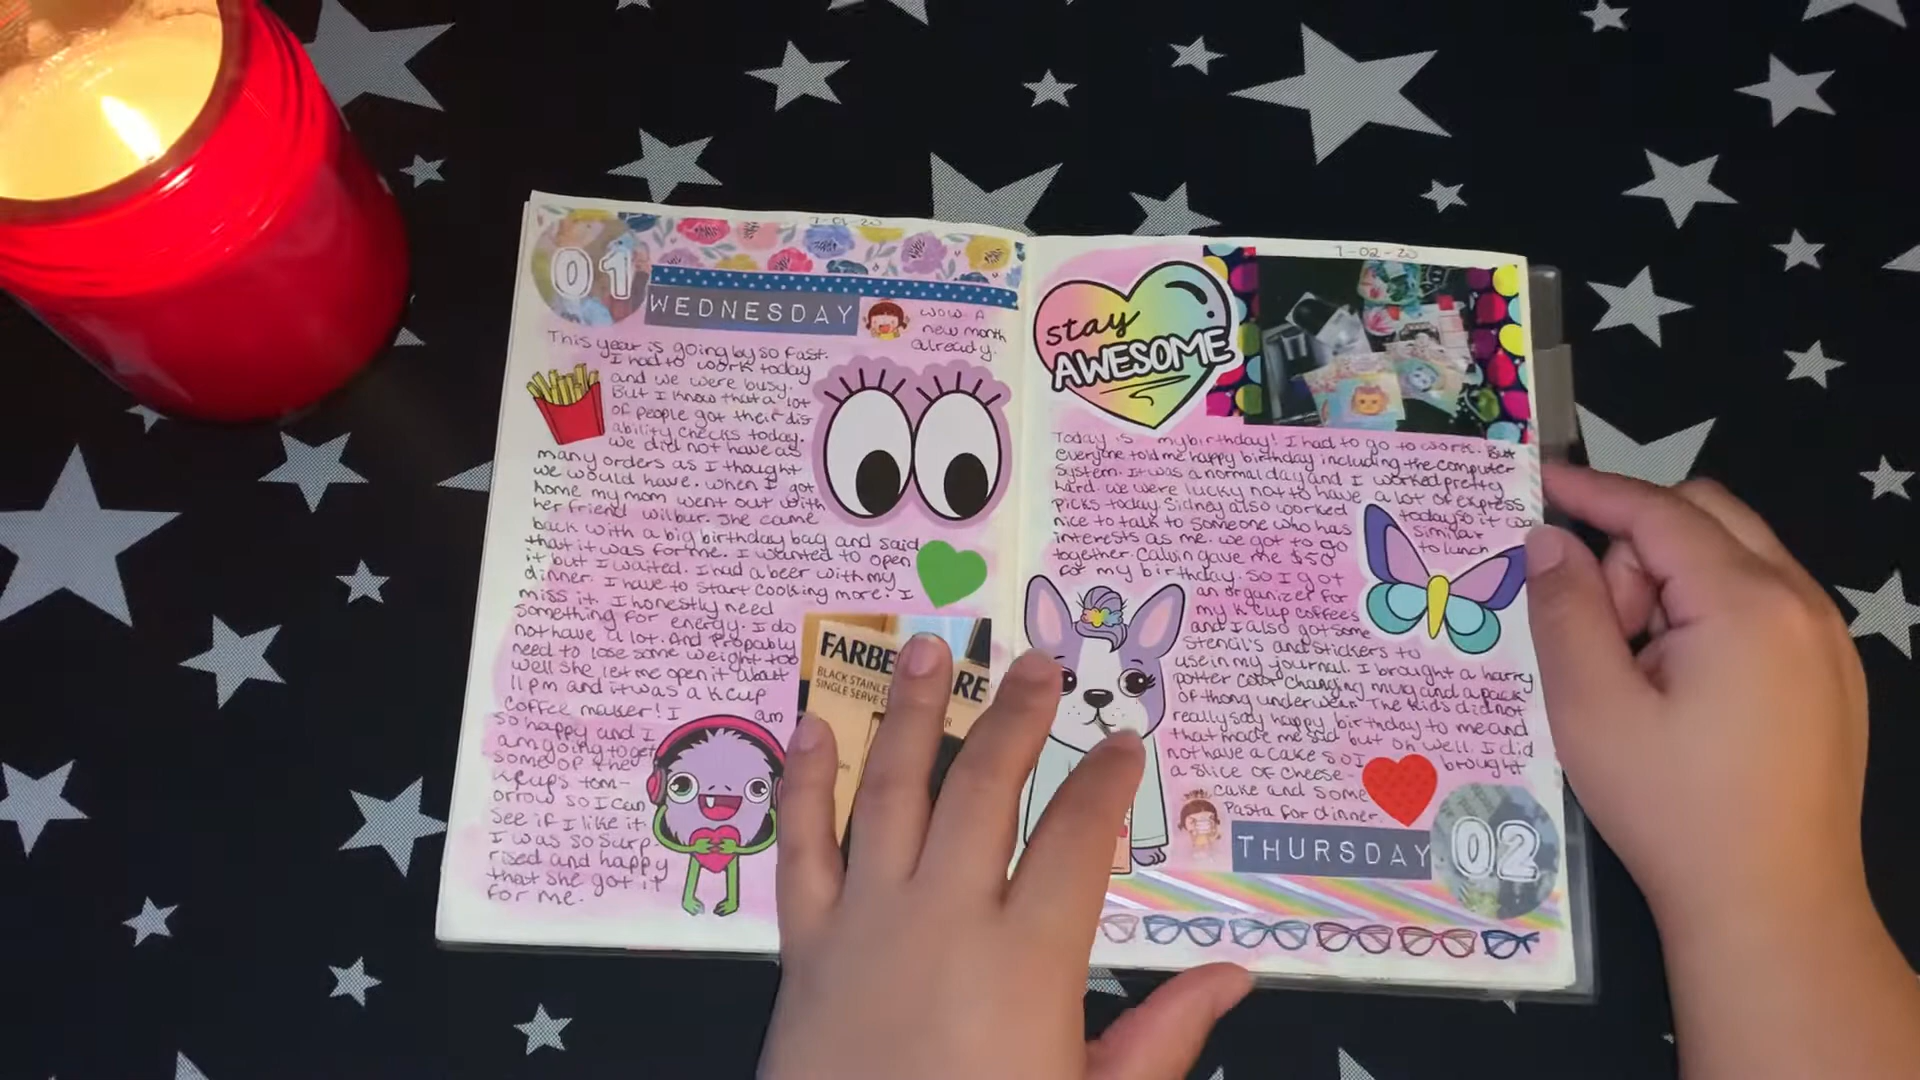 7-01-20
01
WEDNESDAY
Wow. A
new month
already.
This year is going by so fast.
I had to work today
and we were busy.
But I know that a lot
of people got their dis
ability checks today.
we did not have as
many orders as I thought
we would have. When I got
home my mom went out with
her friend Wilbur. She came
back with a big birthday bag and said
that it was for me. I wanted to open
it but I waited. I had a beer with my
dinner. I have to start cooking more. I
miss it. I honestly need
something for energy. I do
not have a lot. And Probably
need to lose some weight too
well she let me open it about
11 pm and it was a K cup
coffee maker! I am
so happy and I
am going to get
some of the
K cups tom-
orrow so I can
see if I like it.
I was so surp-
rised and happy
that she got it
for me.
FARBE RE
BLACK STAINLE
SINGLE SERVE C
7-02-20
stay
AWESOME
Today is my birthday! I had to go to work. But
everyone told me happy birthday including the computer
system. It was a normal day and I worked pretty
hard. we were lucky not to have a lot of express
picks today. Sidney also worked today so it wa
nice to talk to someone who has similar
interests as me. we got to go to lunch
together. Calvin gave me $50
for my birthday. So I got
an organizer for
my K cup coffees
and I also got some
stencils and stickers to
use in my journal. I brought a harry
potter color changing mug and a pack
of thong underwear. The kids did not
really say happy birthday to me and
that made me sad but oh well. I did
not have a cake so I brought
a slice of cheese-
cake and some
Pasta for dinner.
THURSDAY
02